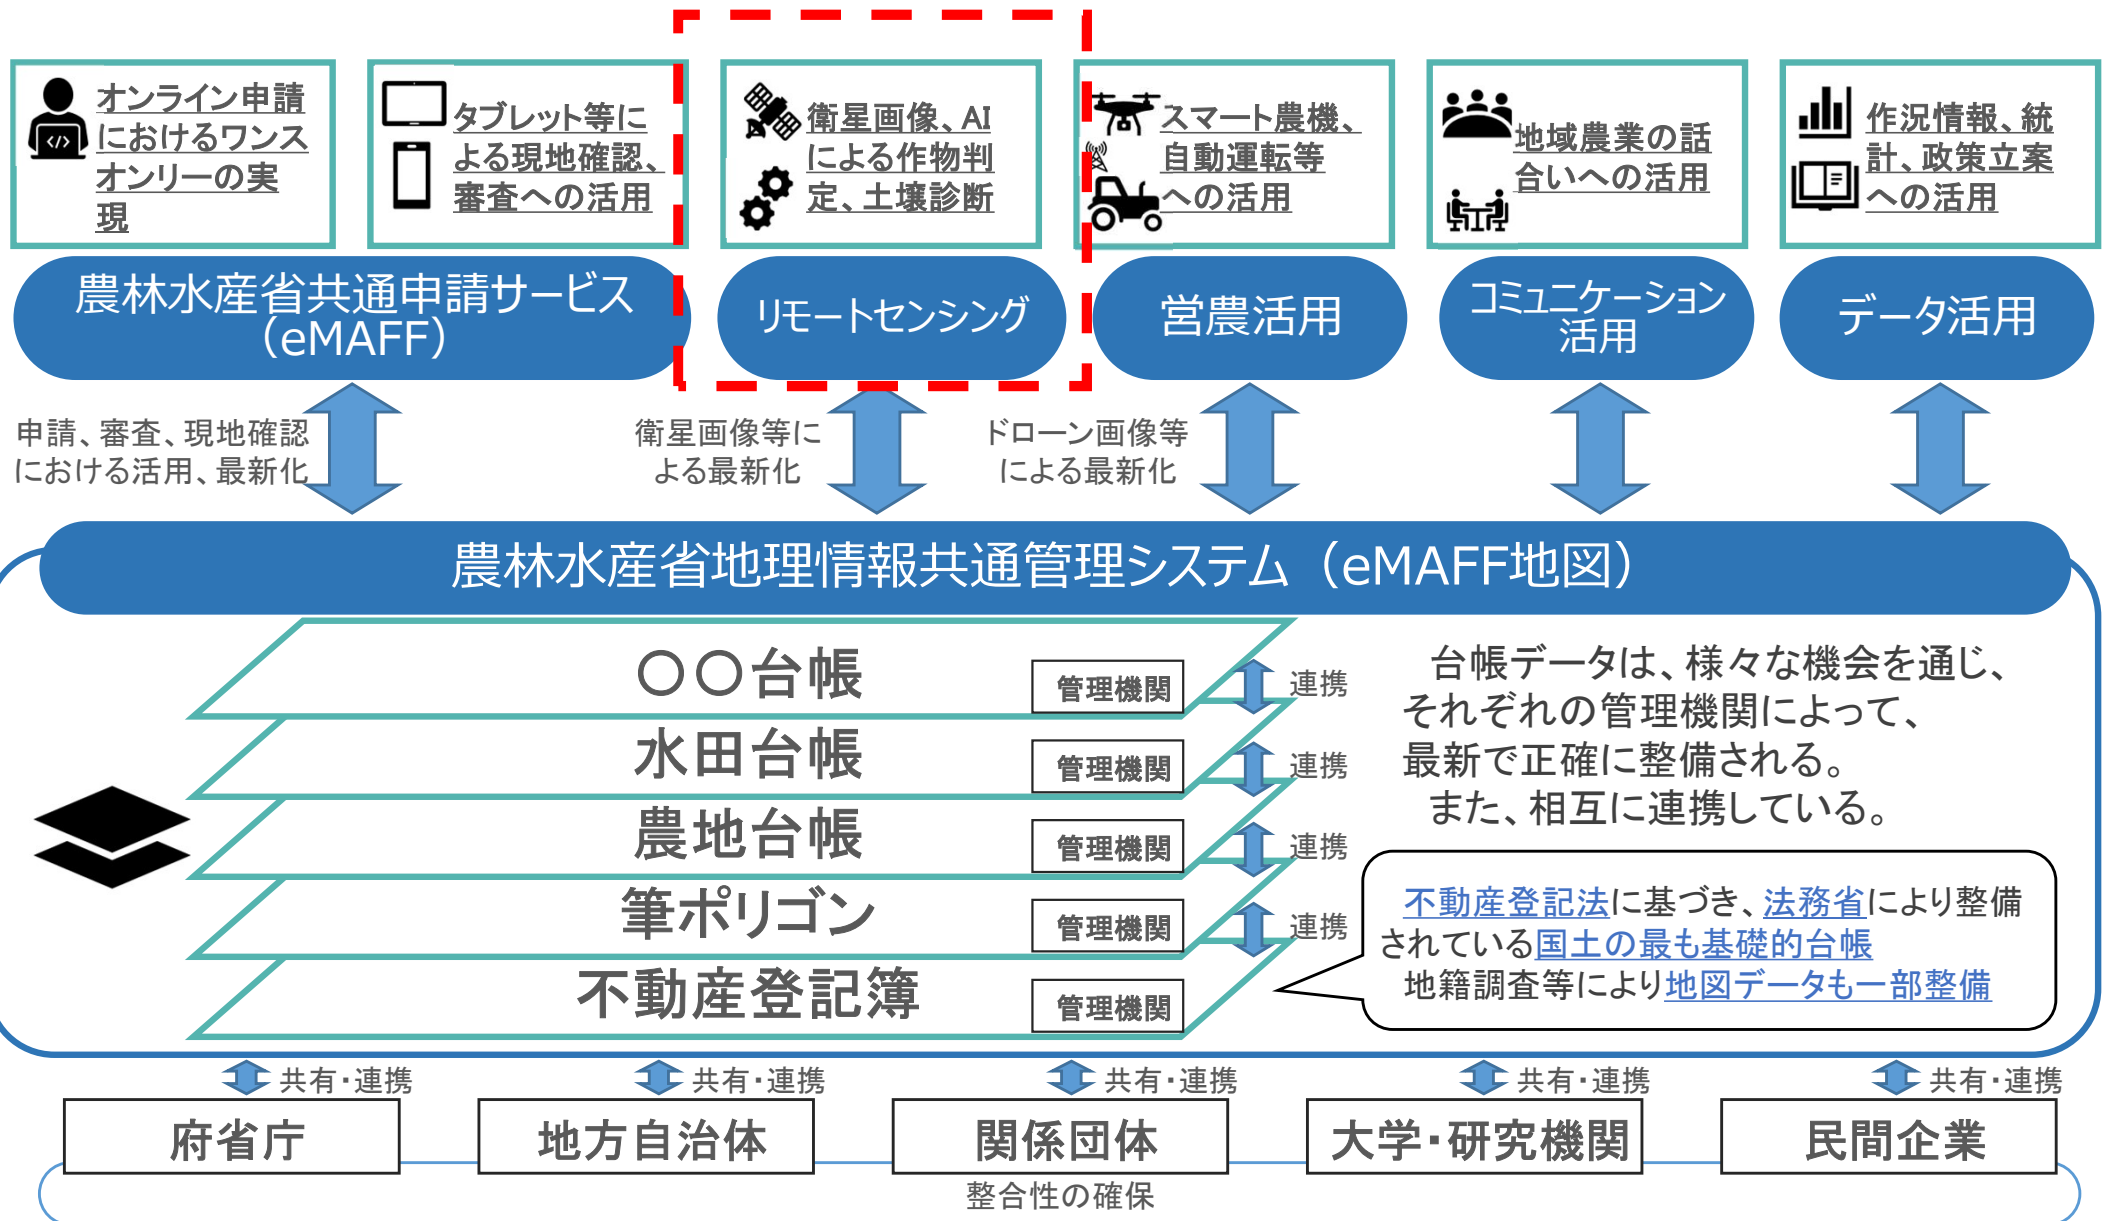 オンライン申請
におけるワンス
オンリーの実
現
タブレット等に
よる現地確認、
審査への活用
衛星画像、AI
による作物判
定、土壌診断
スマート農機、
自動運転等
への活用
地域農業の話
合いへの活用
作況情報、統
計、政策立案
への活用
農林水産省共通申請サービス
（eMAFF）
リモートセンシング
営農活用
コミュニケーション
活用
データ活用
申請、審査、現地確認
における活用、最新化
衛星画像等に
よる最新化
ドローン画像等
による最新化
農林水産省地理情報共通管理システム（eMAFF地図）
〇〇台帳
管理機関
連携
水田台帳
管理機関
連携
農地台帳
管理機関
連携
筆ポリゴン
管理機関
連携
不動産登記簿
管理機関
台帳データは、様々な機会を通じ、
それぞれの管理機関によって、
最新で正確に整備される。
また、相互に連携している。
不動産登記法に基づき、法務省により整備
されている国土の最も基礎的台帳
地籍調査等により地図データも一部整備
共有・連携
共有・連携
共有・連携
共有・連携
共有・連携
府省庁
地方自治体
関係団体
大学・研究機関
民間企業
整合性の確保